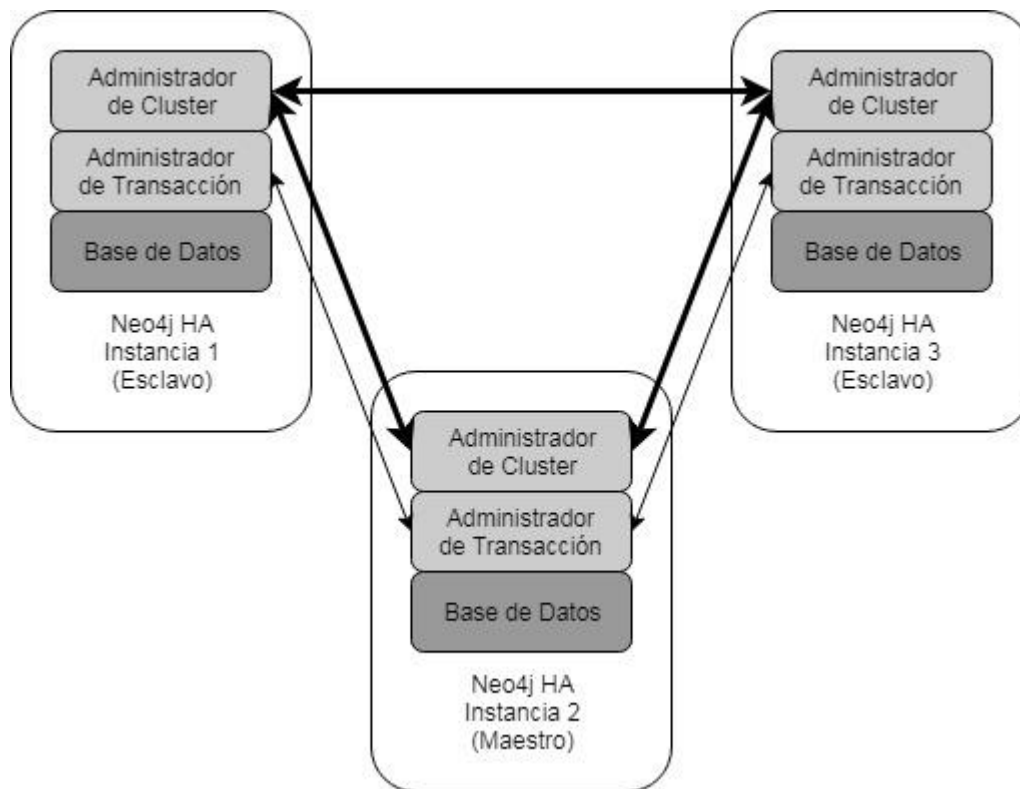 Administrador
de Cluster
Administrador
de Transacción
Base de Datos
Neo4j HA
Instancia 1
(Esclavo)
Administrador
de Cluster
Administrador
de Transacción
Base de Datos
Neo4j HA
Instancia 3
(Esclavo)
Administrador
de Cluster
Administrador
de Transacción
Base de Datos
Neo4j HA
Instancia 2
(Maestro)